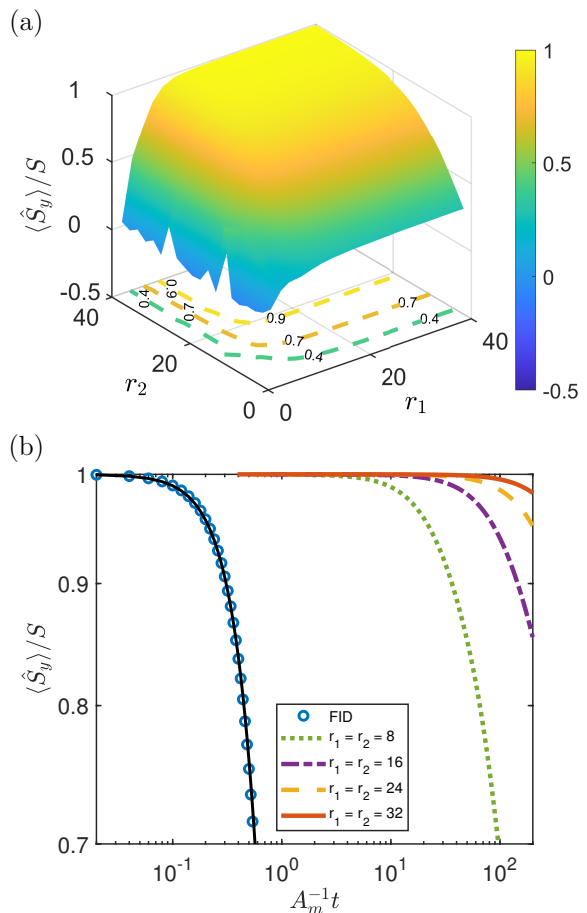 (a)
1
0.5
0
-0.5
⟨Ŝ_y⟩/S
40
20
0
r_2
0
20
40
r_1
0.4
0.7
0.9
0.9
0.7
0.4
0.7
0.4
1
0.5
0
-0.5
(b)
1
0.9
0.8
0.7
⟨Ŝ_y⟩/S
FID
r_1 = r_2 = 8
r_1 = r_2 = 16
r_1 = r_2 = 24
r_1 = r_2 = 32
10^-1 10^0 10^1 10^2
A_m^-1 t